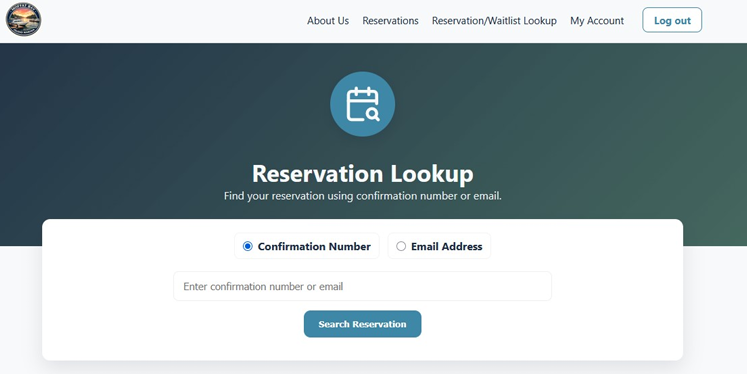 About Us Reservations Reservation/Waitlist Lookup My Account Log out
Reservation Lookup
Find your reservation using confirmation number or email.
Confirmation Number Email Address
Enter confirmation number or email
Search Reservation